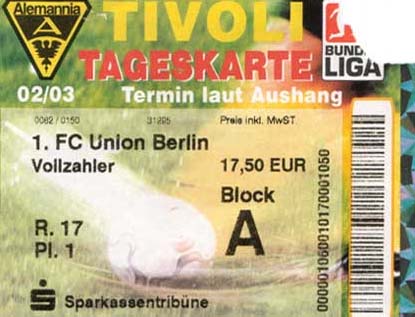 Alemannia
A
TIVOLI
TAGESKARTE
BUNDE
LIGA
02/03 Termin laut Aushang
0062 / 0150 31295 Preis inkl. MwST
1. FC Union Berlin
Vollzahler 17,50 EUR
Block
A
R. 17
Pl. 1
Sparkassentribüne
00000106001017000 1050